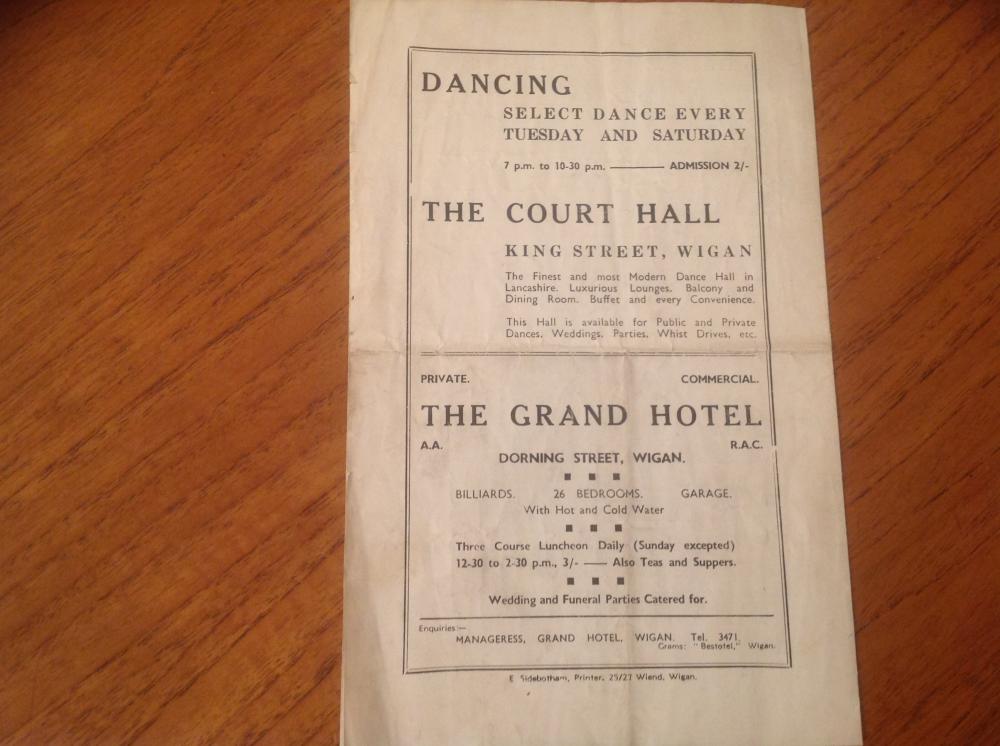 DANCING
SELECT DANCE EVERY
TUESDAY AND SATURDAY
7 p.m. to 10-30 p.m. ——— ADMISSION 2/-
THE COURT HALL
KING STREET, WIGAN
The Finest and most Modern Dance Hall in
Lancashire. Luxurious Lounges. Balcony and
Dining Room. Buffet and every Convenience.
This Hall is available for Public and Private
Dances, Weddings, Parties, Whist Drives, etc.
PRIVATE. COMMERCIAL.
THE GRAND HOTEL
A.A. R.A.C.
DORNING STREET, WIGAN.
BILLIARDS. 26 BEDROOMS. GARAGE.
With Hot and Cold Water
Three Course Luncheon Daily (Sunday excepted)
12-30 to 2-30 p.m., 3/- —— Also Teas and Suppers.
Wedding and Funeral Parties Catered for.
Enquiries:—
MANAGERESS, GRAND HOTEL, WIGAN. Tel. 3471.
Grams: "Bestotel," Wigan.
E Sidebotham, Printer, 25/27 Wiend, Wigan.